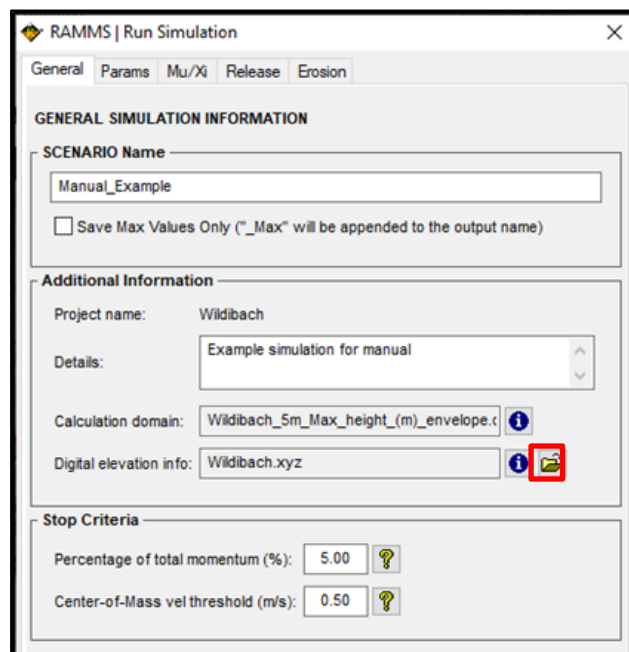 RAMMS | Run Simulation
General Params Mu/Xi Release Erosion
GENERAL SIMULATION INFORMATION
SCENARIO Name
Manual_Example
Save Max Values Only ("_Max" will be appended to the output name)
Additional Information
Project name: Wildibach
Details: Example simulation for manual
Calculation domain: Wildibach_5m_Max_height_(m)_envelope.c
Digital elevation info: Wildibach.xyz
Stop Criteria
Percentage of total momentum (%): 5.00
Center-of-Mass vel threshold (m/s): 0.50